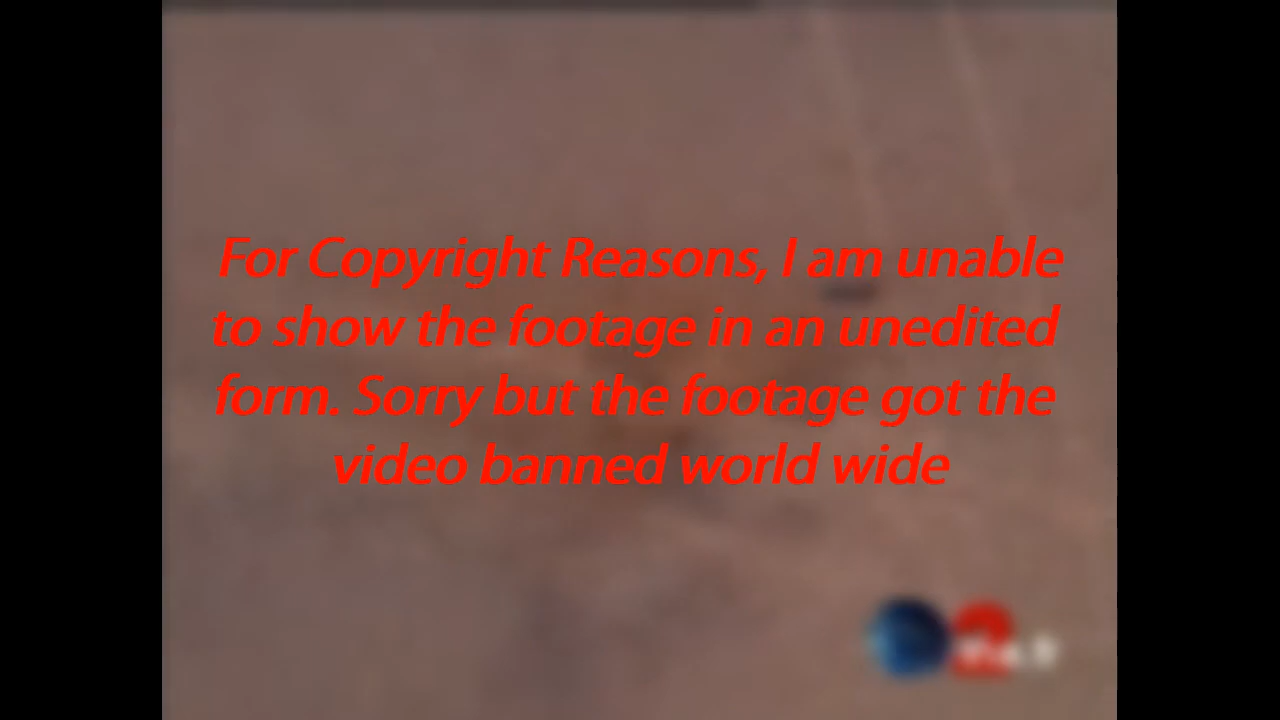 For Copyright Reasons, I am unable
to show the footage in an unedited
form. Sorry but the footage got the
video banned world wide
2